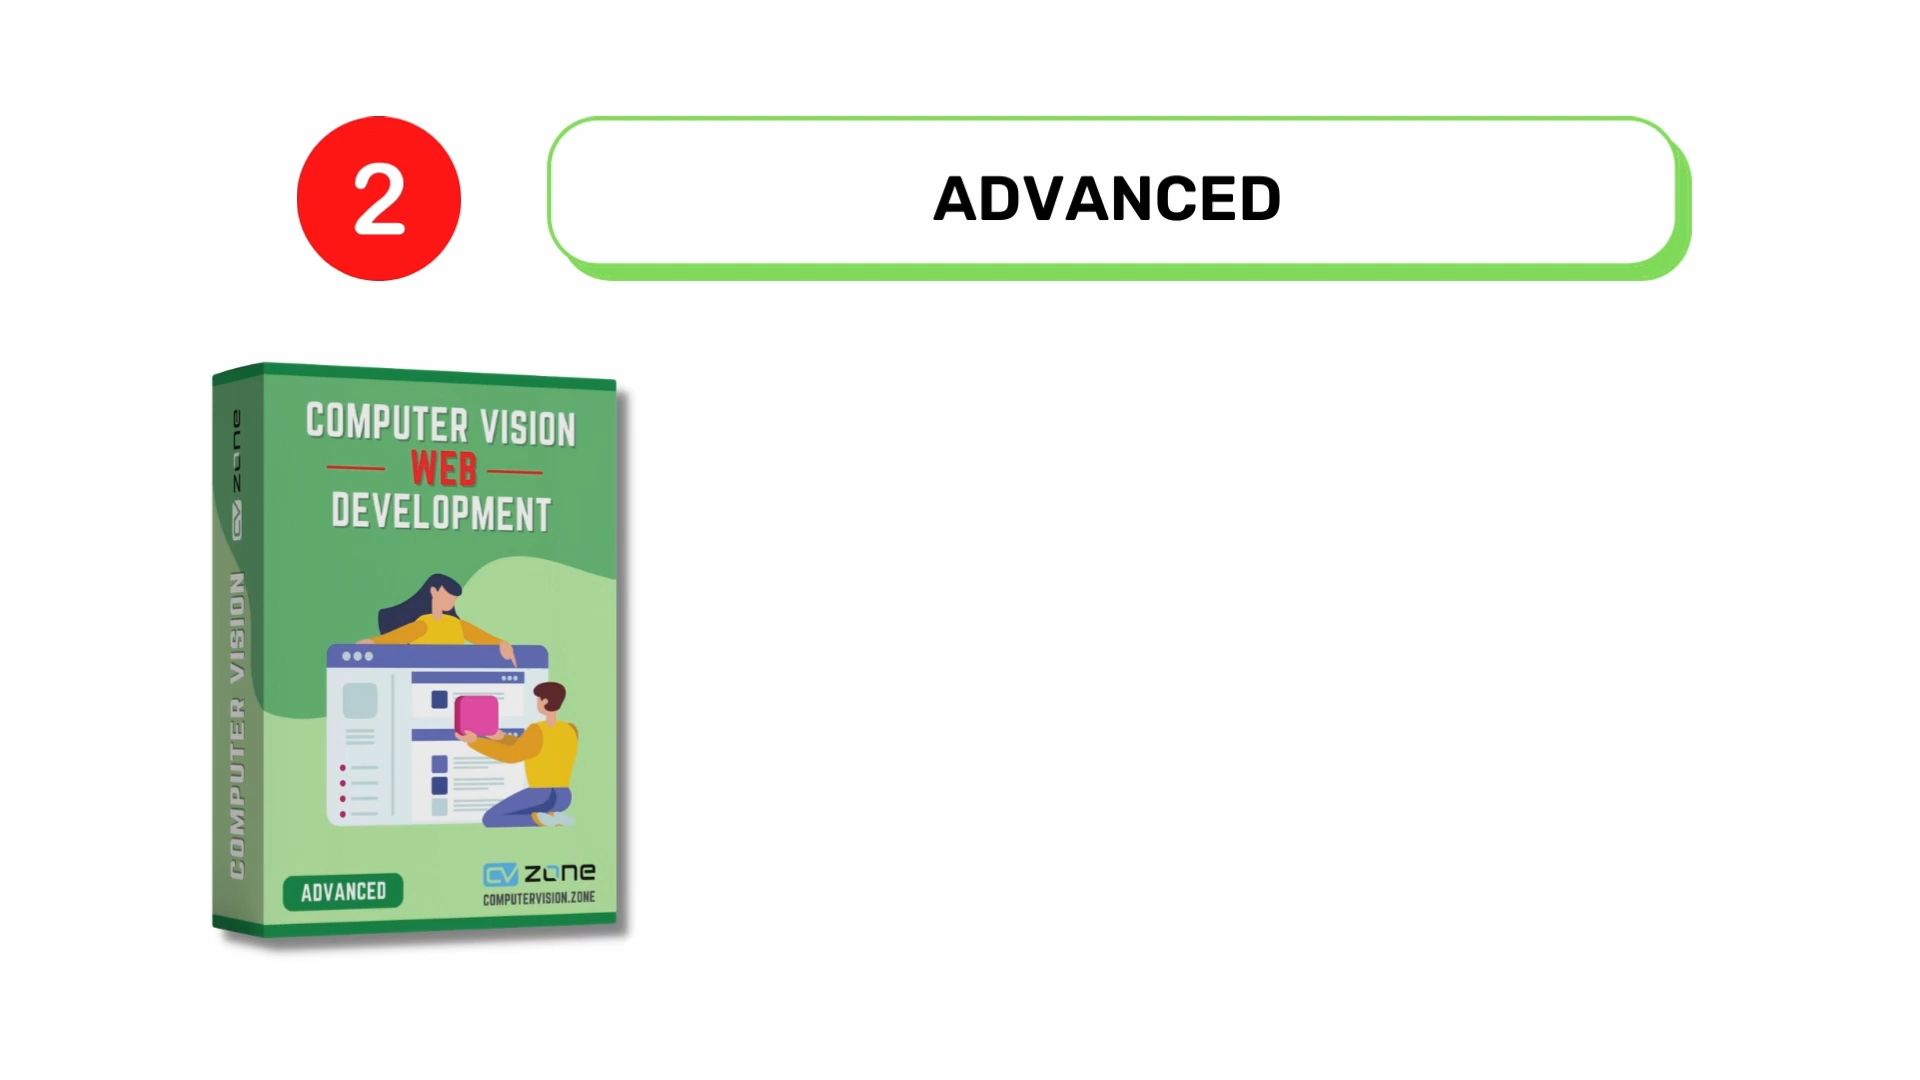 2
ADVANCED
COMPUTER VISION
WEB
DEVELOPMENT
COMPUTER VISION CV zone
ADVANCED
CV zone
COMPUTERVISION.ZONE